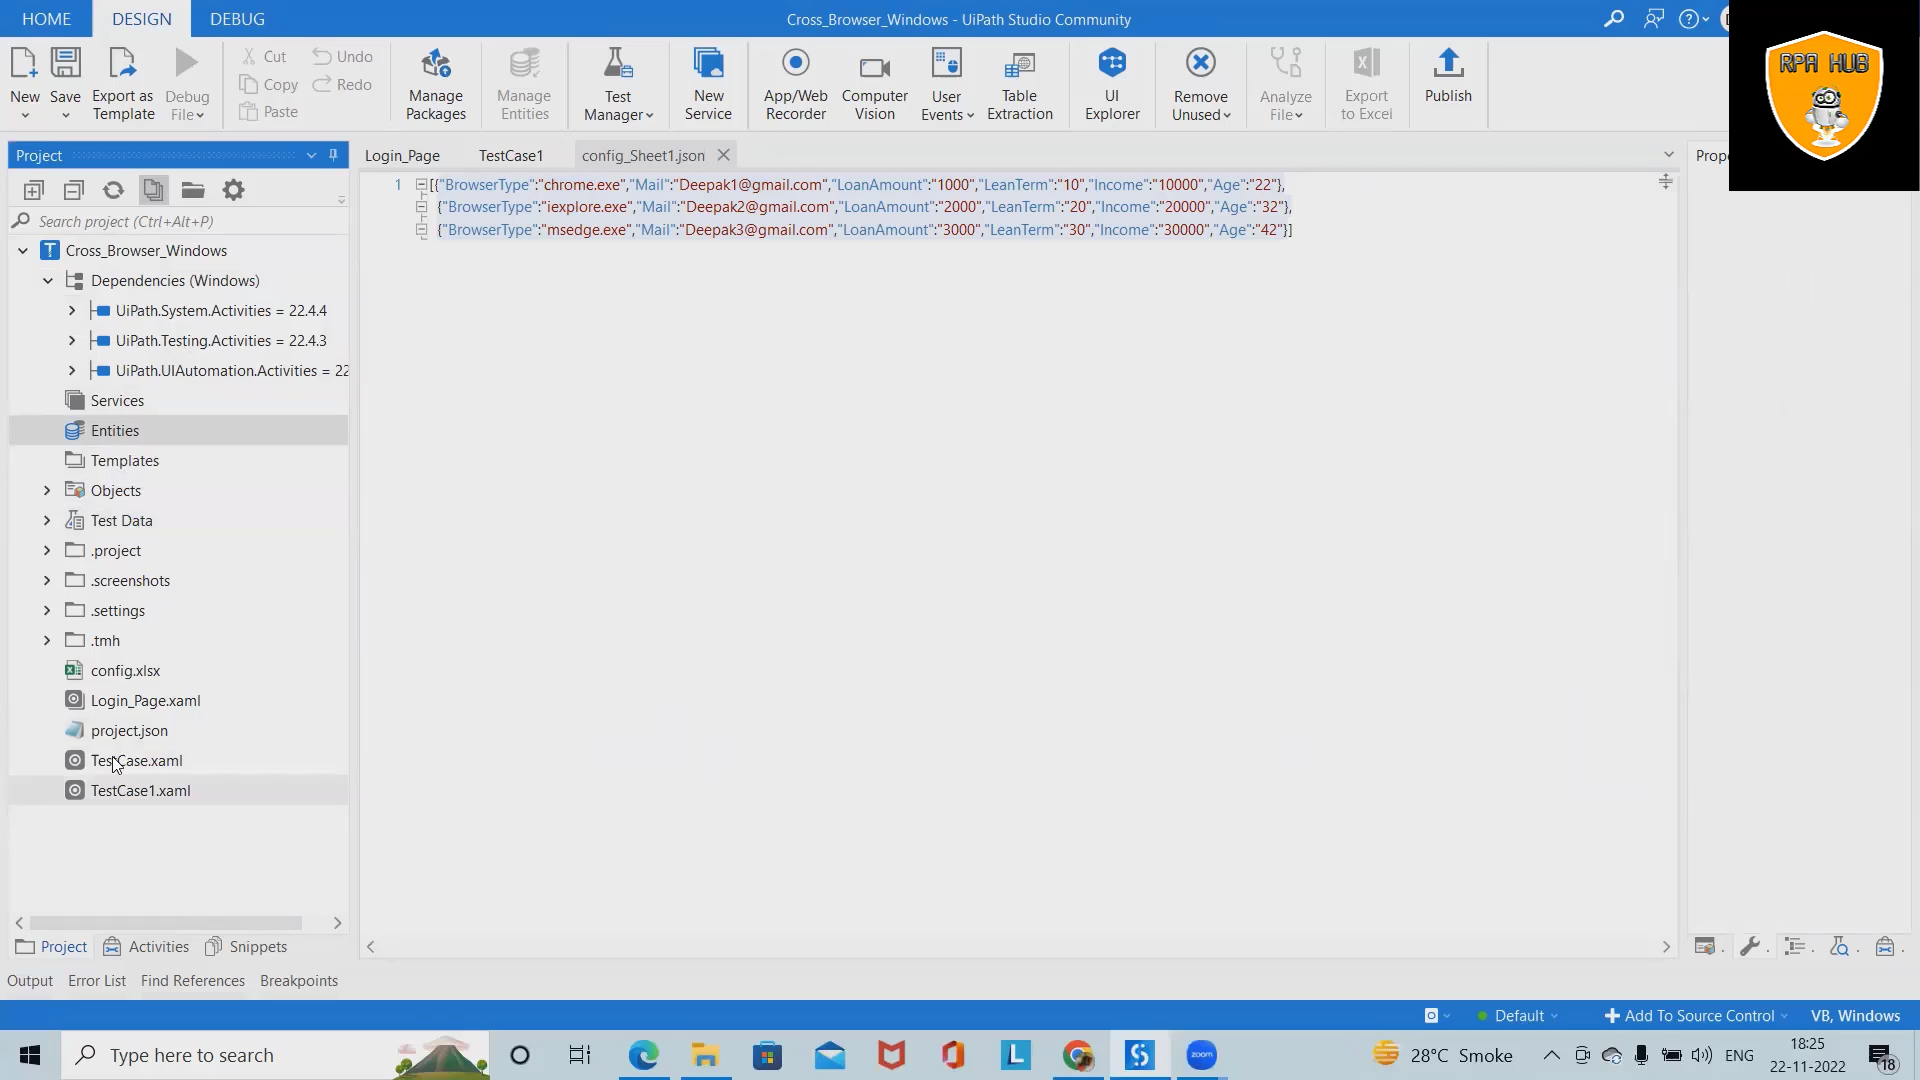 HOME
DESIGN
DEBUG
Cross_Browser_Windows - UiPath Studio Community
New
Save
Export as Template
Debug File
Cut
Copy
Paste
Undo
Redo
Manage Packages
Manage Entities
Test Manager
New Service
App/Web Recorder
Computer Vision
User Events
Table Extraction
UI Explorer
Remove Unused
Analyze File
Export to Excel
Publish
RPA HUB
Project
Login_Page
TestCase1
config_Sheet1.json
Search project (Ctrl+Alt+P)
Cross_Browser_Windows
Dependencies (Windows)
UiPath.System.Activities = 22.4.4
UiPath.Testing.Activities = 22.4.3
UiPath.UIAutomation.Activities = 22
Services
Entities
Templates
Objects
Test Data
.project
.screenshots
.settings
.tmh
config.xlsx
Login_Page.xaml
project.json
TestCase.xaml
TestCase1.xaml
1
[{"BrowserType":"chrome.exe","Mail":"Deepak1@gmail.com","LoanAmount":"1000","LeanTerm":"10","Income":"10000","Age":"22"},
{"BrowserType":"iexplore.exe","Mail":"Deepak2@gmail.com","LoanAmount":"2000","LeanTerm":"20","Income":"20000","Age":"32"},
{"BrowserType":"msedge.exe","Mail":"Deepak3@gmail.com","LoanAmount":"3000","LeanTerm":"30","Income":"30000","Age":"42"}]
Project
Activities
Snippets
Output
Error List
Find References
Breakpoints
Default
Add To Source Control
VB, Windows
Type here to search
L
zoom
28°C Smoke
ENG
18:25
22-11-2022
18